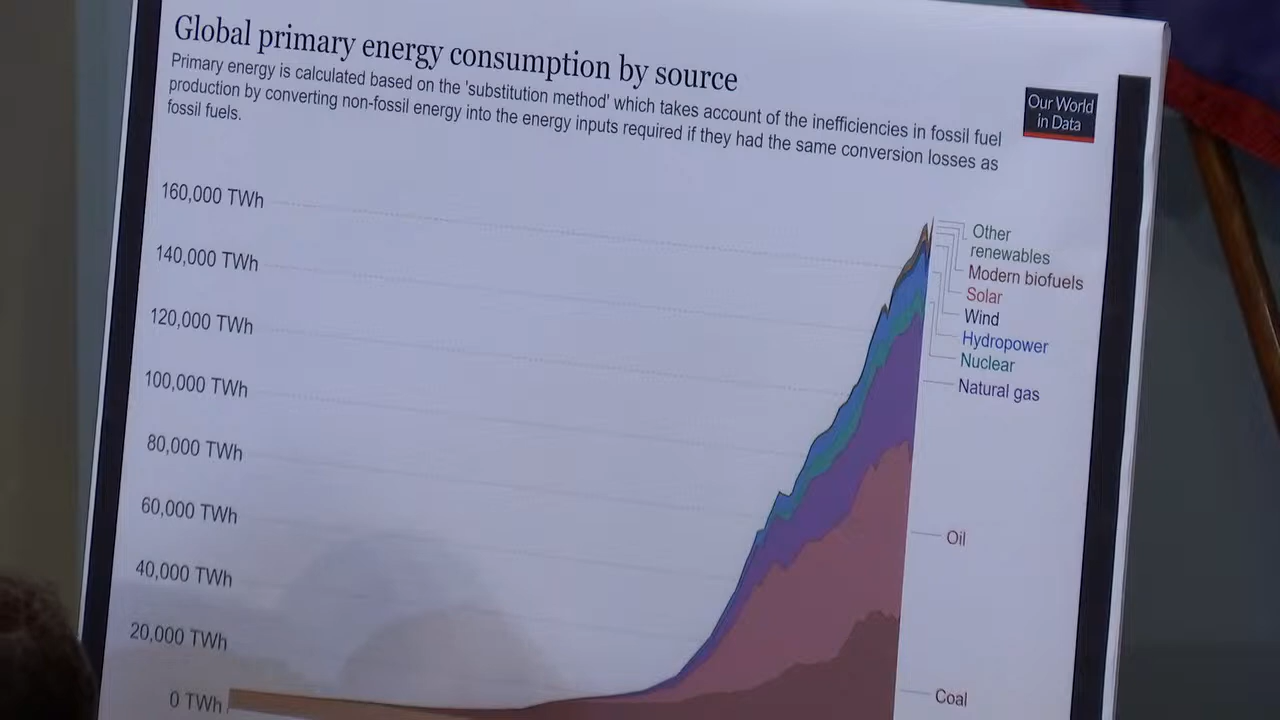 Global primary energy consumption by source
Primary energy is calculated based on the 'substitution method' which takes account of the inefficiencies in fossil fuel
production by converting non-fossil energy into the energy inputs required if they had the same conversion losses as
fossil fuels.
Our World
in Data
160,000 TWh
140,000 TWh
120,000 TWh
100,000 TWh
80,000 TWh
60,000 TWh
40,000 TWh
20,000 TWh
0 TWh
Other
renewables
Modern biofuels
Solar
Wind
Hydropower
Nuclear
Natural gas
Oil
Coal